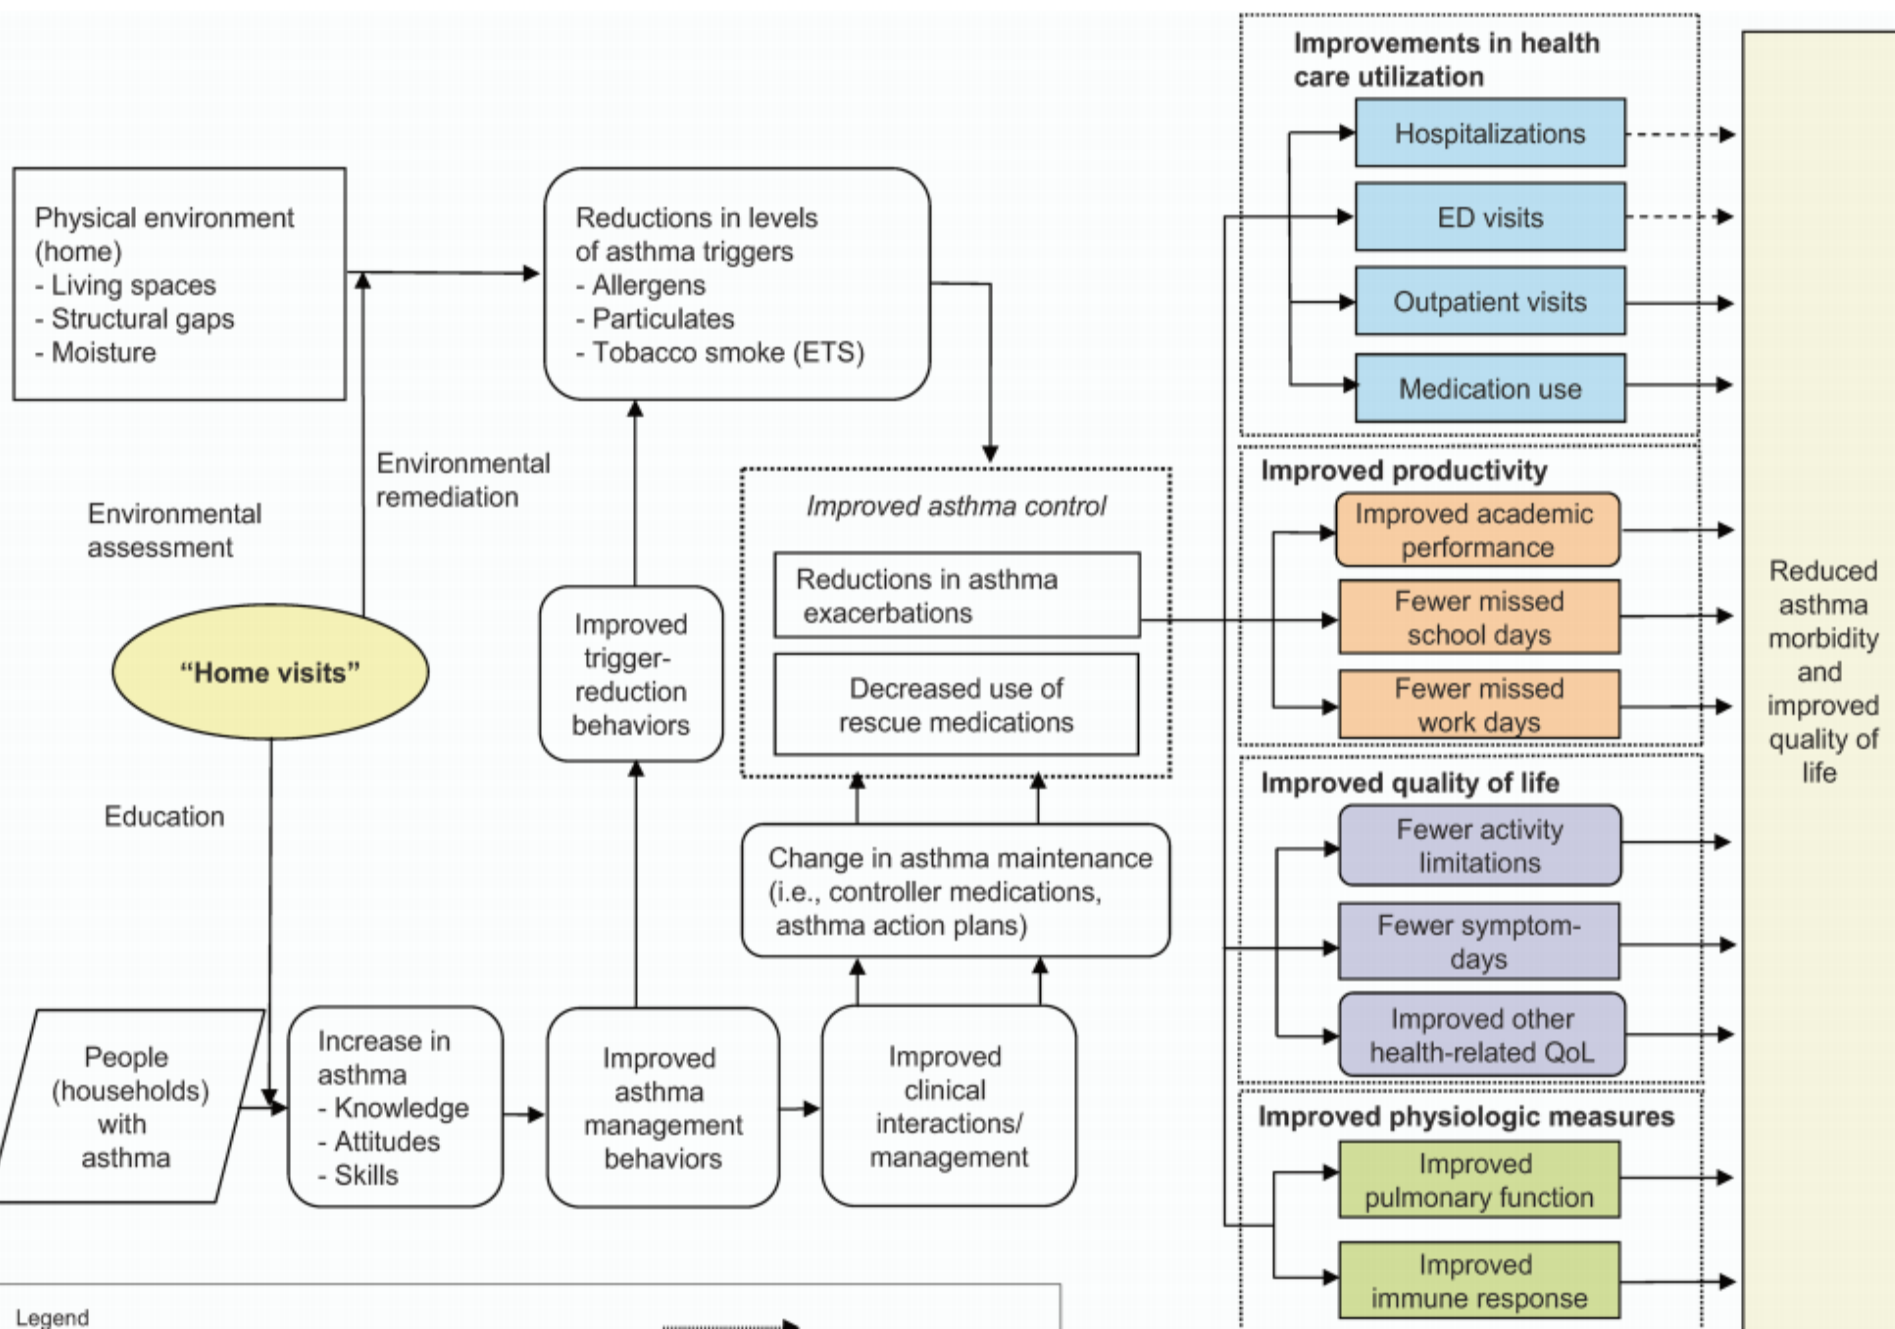 Physical environment
(home)
- Living spaces
- Structural gaps
- Moisture
Reductions in levels
of asthma triggers
- Allergens
- Particulates
- Tobacco smoke (ETS)
Environmental
remediation
Environmental
assessment
"Home visits"
Education
Improved
trigger-
reduction
behaviors
Improved asthma control
Reductions in asthma
exacerbations
Decreased use of
rescue medications
Change in asthma maintenance
(i.e., controller medications,
asthma action plans)
People
(households)
with
asthma
Increase in
asthma
- Knowledge
- Attitudes
- Skills
Improved
asthma
management
behaviors
Improved
clinical
interactions/
management
Improvements in health
care utilization
Hospitalizations
ED visits
Outpatient visits
Medication use
Improved productivity
Improved academic
performance
Fewer missed
school days
Fewer missed
work days
Improved quality of life
Fewer activity
limitations
Fewer symptom-
days
Improved other
health-related QoL
Improved physiologic measures
Improved
pulmonary function
Improved
immune response
Reduced
asthma
morbidity
and
improved
quality of
life
Legend